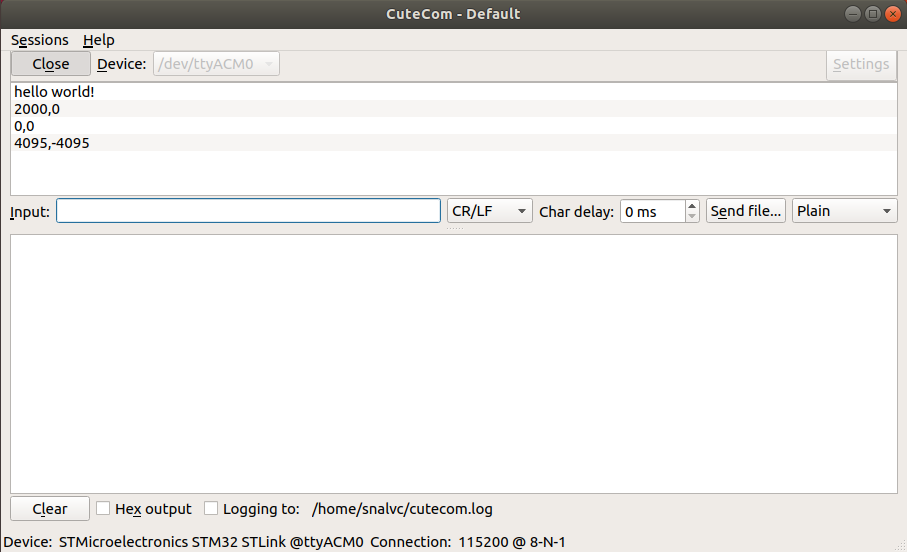 CuteCom - Default
Sessions Help
Close Device: /dev/ttyACM0 Settings
hello world!
2000,0
0,0
4095,-4095
Input: CR/LF Char delay: 0 ms Send file... Plain
Clear Hex output Logging to: /home/snalvc/cutecom.log
Device: STMicroelectronics STM32 STLink @ttyACM0 Connection: 115200 @ 8-N-1